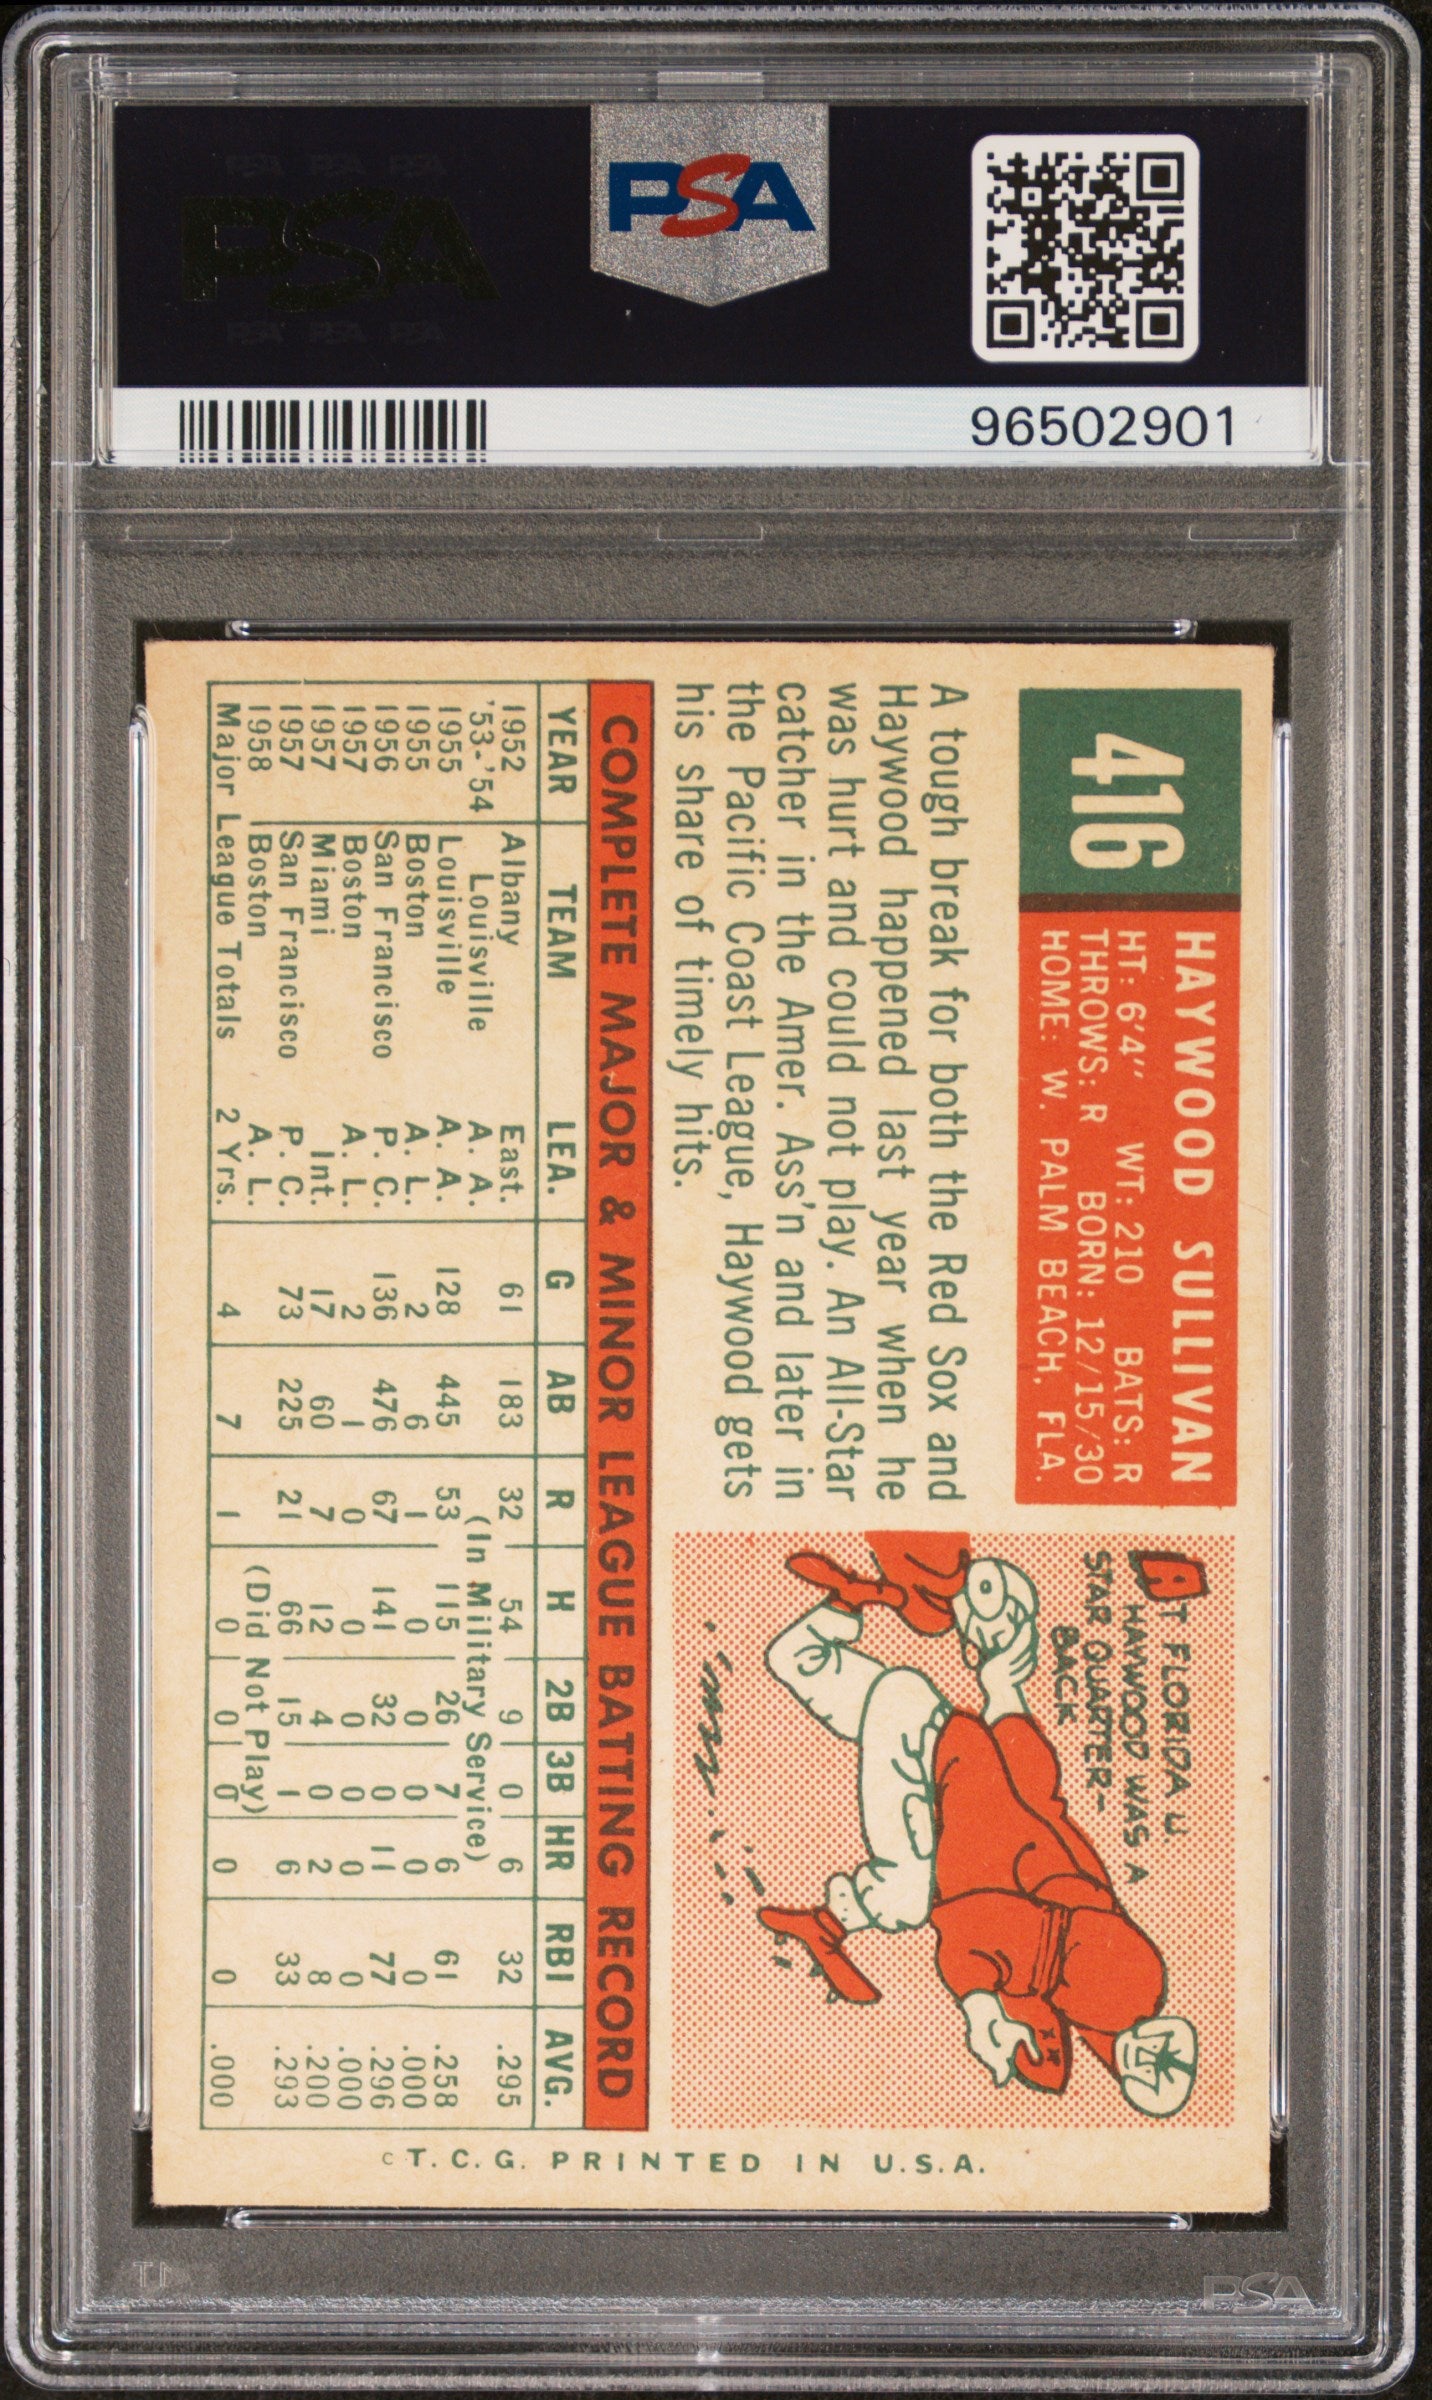 PSA PSA PSA
PSA
PSA PSA PSA
PSA
96502901
416
HAYWOOD SULLIVAN
HT: 6'4" WT: 210 BATS: R
THROWS: R BORN: 12/15/30
HOME: W. PALM BEACH, FLA.
A tough break for both the Red Sox and
Haywood happened last year when he
was hurt and could not play. An All-Star
catcher in the Amer. Ass'n and later in
the Pacific Coast League, Haywood gets
his share of timely hits.
AT FLORIDA U.
HAYWOOD WAS A
STAR QUARTER-
BACK
COMPLETE MAJOR & MINOR LEAGUE BATTING RECORD
YEAR TEAM LEA. G AB R H 2B 3B HR RBI AVG.
1952 Albany East. 61 183 32 54 9 0 6 32 .295
'53-'54 Louisville A. A. (In Military Service)
1955 Louisville A. A. 128 445 53 115 26 7 6 61 .258
1955 Boston A. L. 2 6 1 0 0 0 0 0 .000
1956 San Francisco P. C. 136 476 67 141 32 0 11 77 .296
1957 Boston A. L. 2 1 0 0 0 0 0 0 .000
1957 Miami Int. 17 60 7 12 4 0 2 8 .200
1957 San Francisco P. C. 73 225 21 66 15 1 6 33 .293
1958 Boston A. L. (Did Not Play)
Major League Totals 2 Yrs. 4 7 1 0 0 0 0 0 .000
©T. C. G. PRINTED IN U.S.A.
PSA